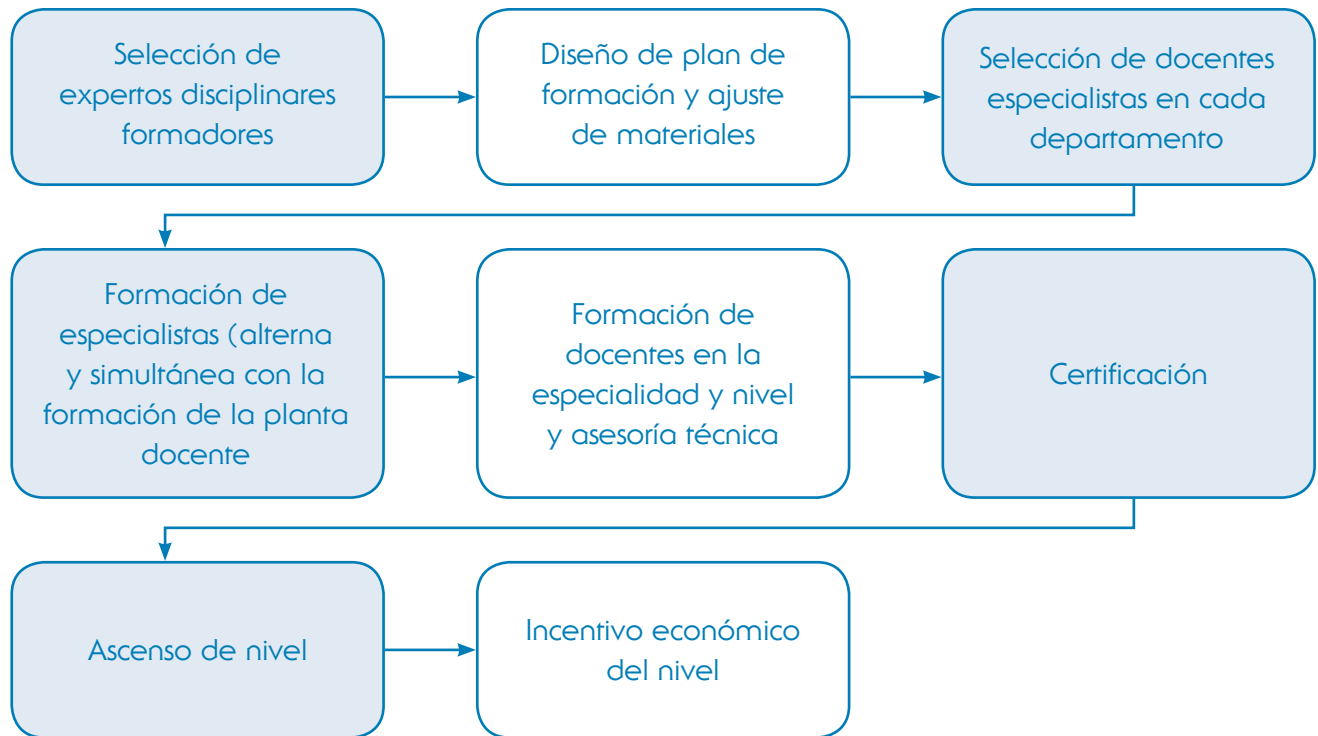 Selección de
expertos disciplinares
formadores
Diseño de plan de
formación y ajuste
de materiales
Selección de docentes
especialistas en cada
departamento
Formación de
especialistas (alterna
y simultánea con la
formación de la planta
docente
Formación de
docentes en la
especialidad y nivel
y asesoría técnica
Certificación
Ascenso de nivel
Incentivo económico
del nivel